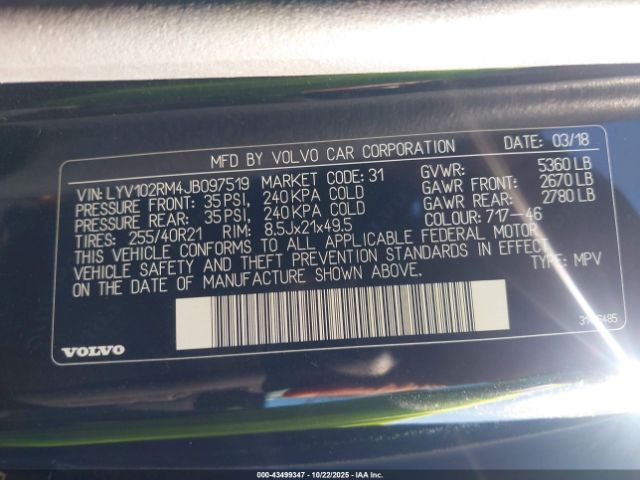 MFD BY VOLVO CAR CORPORATION DATE: 03/18
VIN: LYV102RM4JB097519 MARKET CODE: 31 GVWR: 5360 LB
PRESSURE FRONT: 35 PSI, 240 KPA COLD GAWR FRONT: 2670 LB
PRESSURE REAR: 35 PSI, 240 KPA COLD GAWR REAR: 2780 LB
TIRES: 255/40R21 RIM: 8.5Jx21x49.5 COLOUR: 717-46
THIS VEHICLE CONFORMS TO ALL APPLICABLE FEDERAL MOTOR
VEHICLE SAFETY AND THEFT PREVENTION STANDARDS IN EFFECT
ON THE DATE OF MANUFACTURE SHOWN ABOVE. TYPE: MPV
VOLVO
000-43499347 | 10/22/2025 - IAA, Inc.